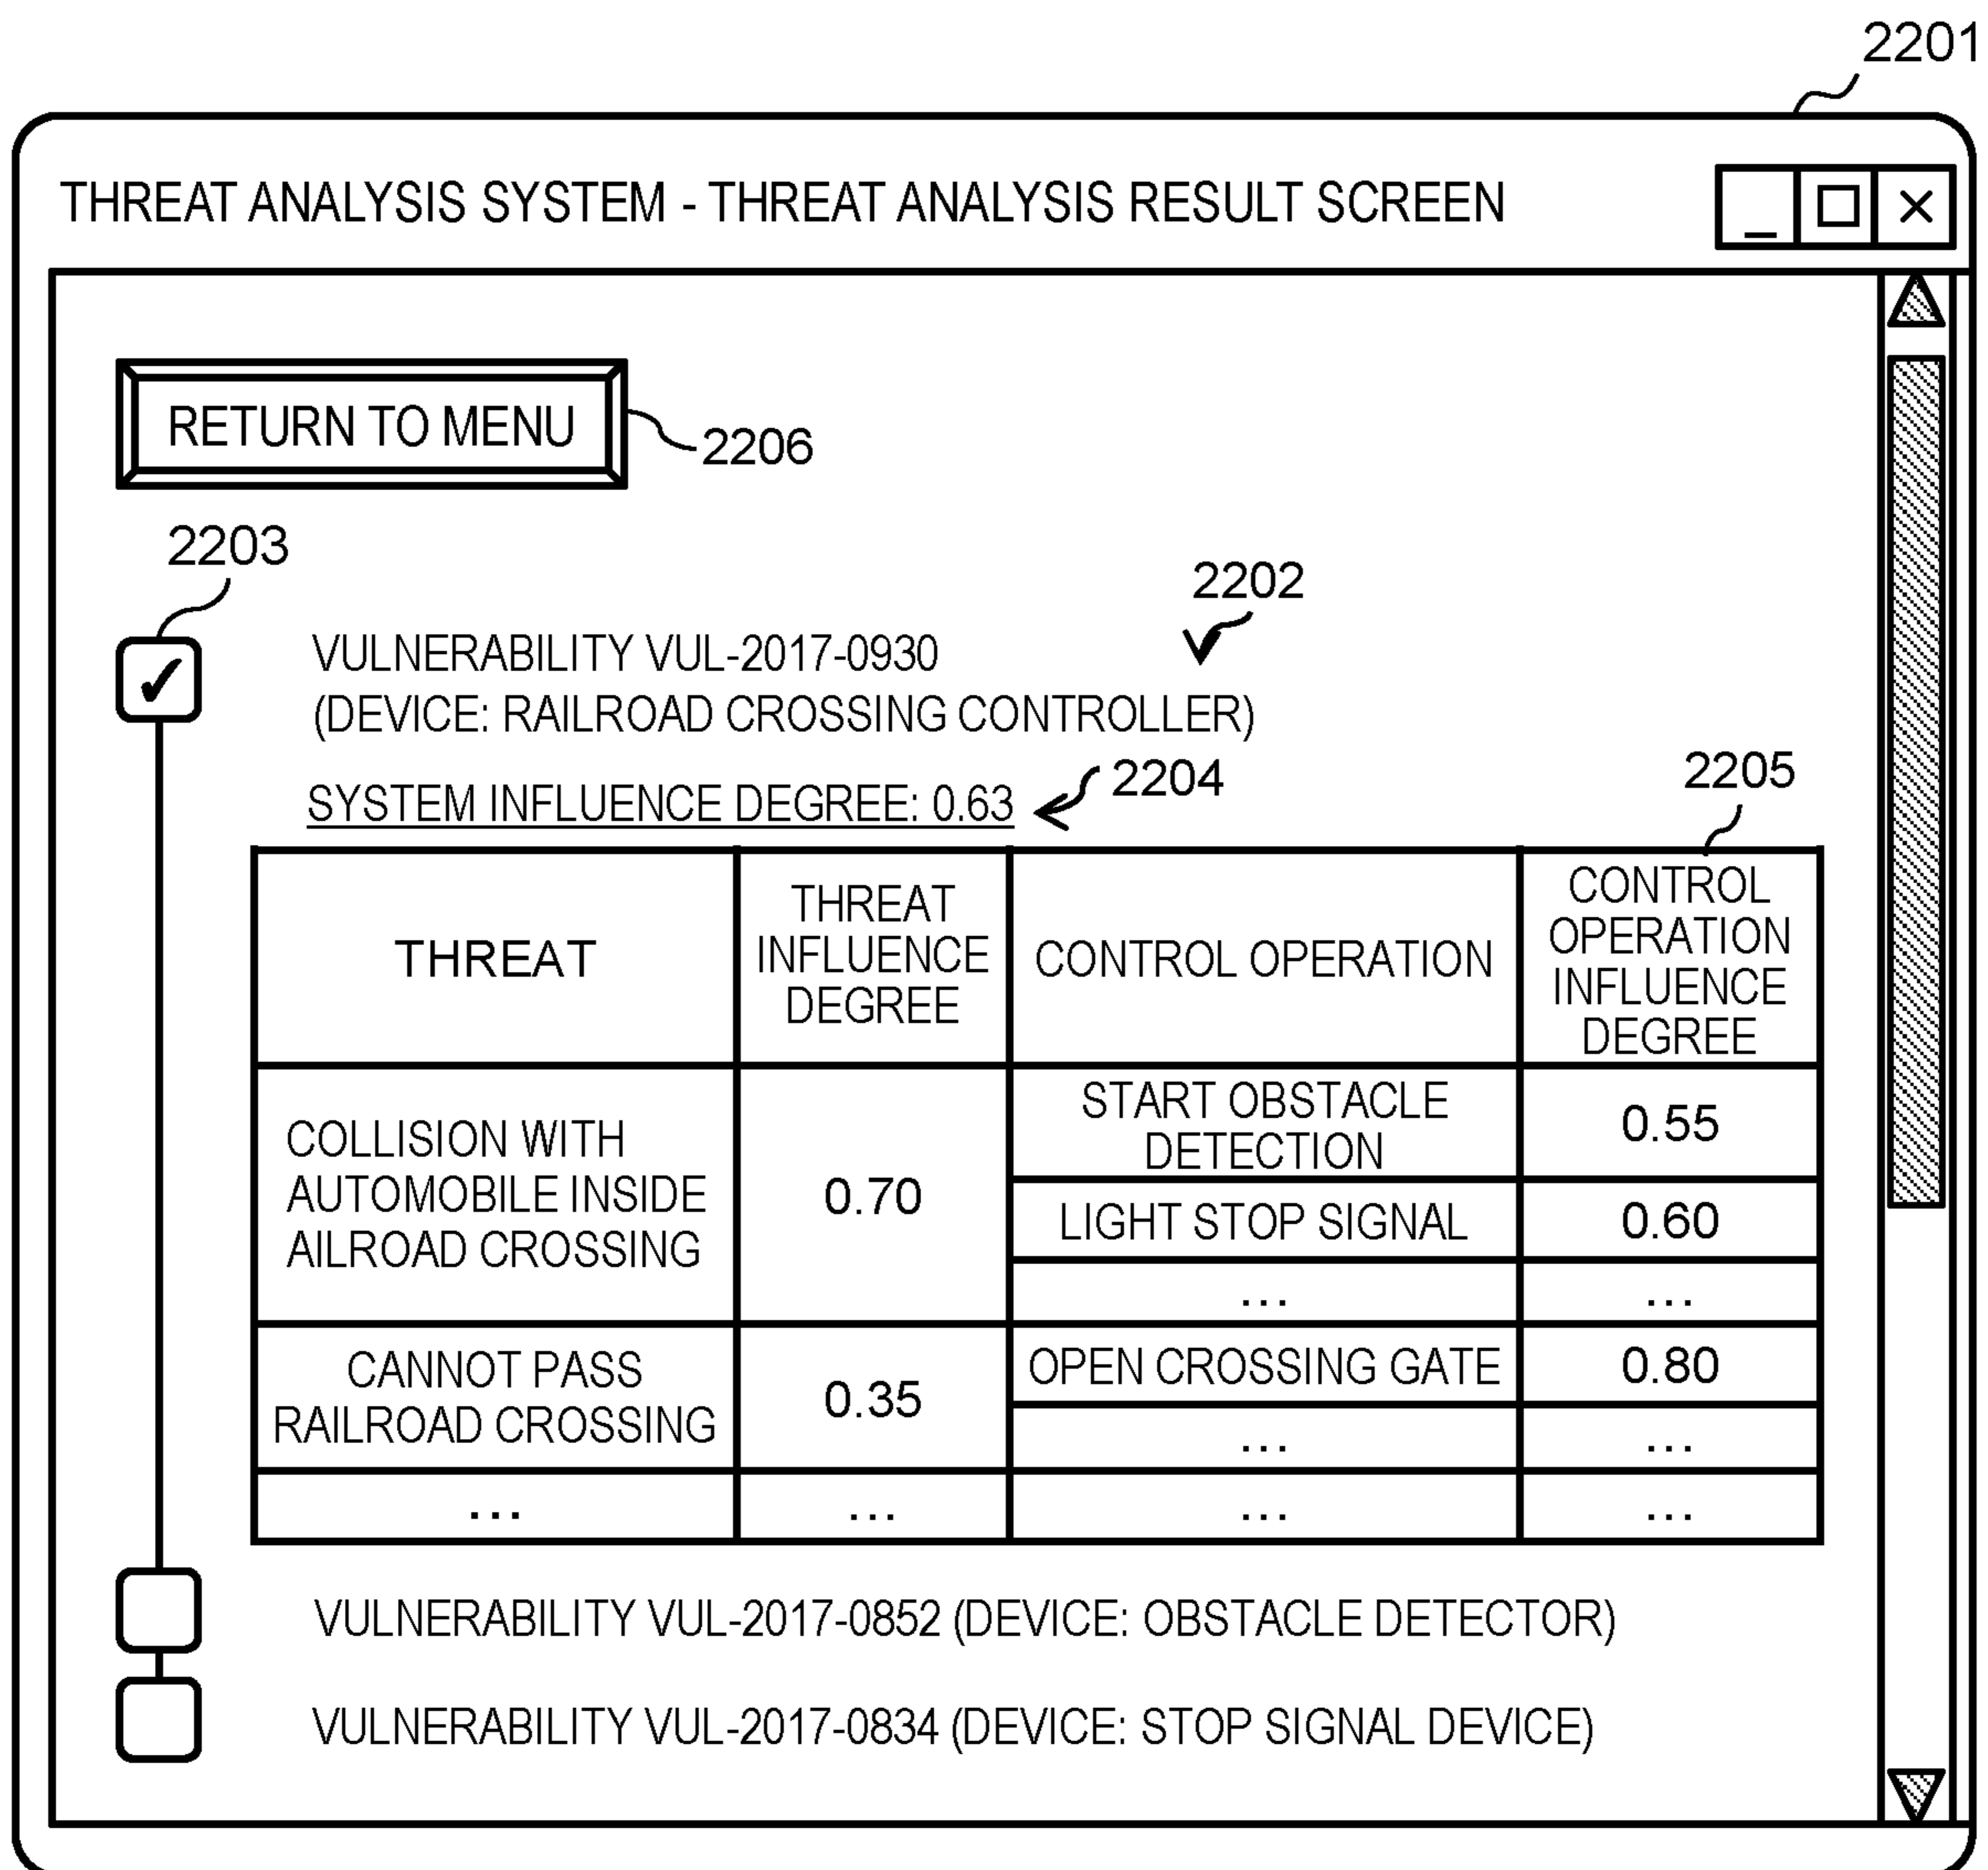 2201
THREAT ANALYSIS SYSTEM - THREAT ANALYSIS RESULT SCREEN
RETURN TO MENU
2206
2203
2202
VULNERABILITY VUL-2017-0930
(DEVICE: RAILROAD CROSSING CONTROLLER)
SYSTEM INFLUENCE DEGREE: 0.63
2204
2205
THREAT
THREAT
INFLUENCE
DEGREE
CONTROL OPERATION
CONTROL
OPERATION
INFLUENCE
DEGREE
COLLISION WITH
AUTOMOBILE INSIDE
AILROAD CROSSING
0.70
START OBSTACLE
DETECTION
0.55
LIGHT STOP SIGNAL
0.60
...
...
CANNOT PASS
RAILROAD CROSSING
0.35
OPEN CROSSING GATE
0.80
...
...
...
...
...
...
VULNERABILITY VUL-2017-0852 (DEVICE: OBSTACLE DETECTOR)
VULNERABILITY VUL-2017-0834 (DEVICE: STOP SIGNAL DEVICE)